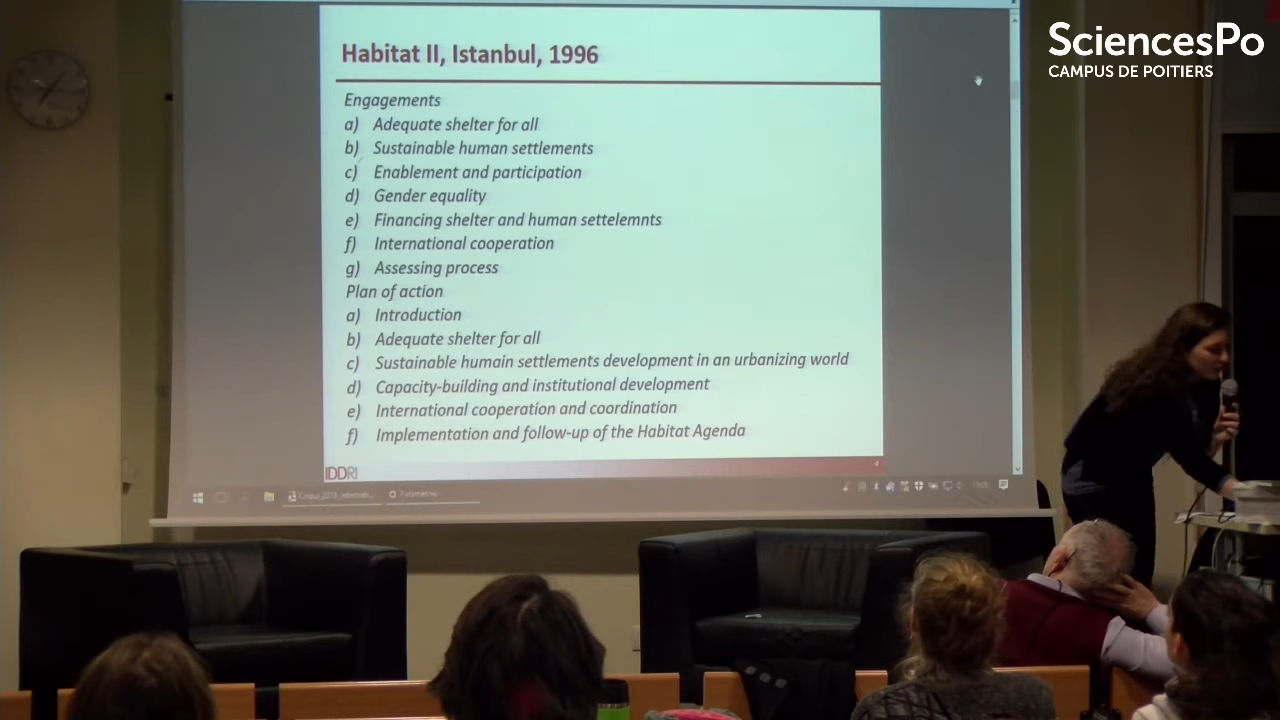 SciencesPo
CAMPUS DE POITIERS
Habitat II, Istanbul, 1996
Engagements
a) Adequate shelter for all
b) Sustainable human settlements
c) Enablement and participation
d) Gender equality
e) Financing shelter and human settelemnts
f) International cooperation
g) Assessing process
Plan of action
a) Introduction
b) Adequate shelter for all
c) Sustainable humain settlements development in an urbanizing world
d) Capacity-building and institutional development
e) International cooperation and coordination
f) Implementation and follow-up of the Habitat Agenda
IDDRI
4